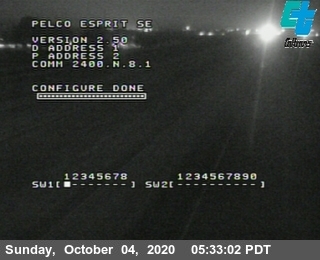 PELCO ESPRIT SE
VERSION 2.50
D ADDRESS 1
P ADDRESS 2
COMM 2400.N.8.1
CONFIGURE DONE
12345678 1234567890
SW1[■-------] SW2[----------]
Sunday, October 04, 2020 05:33:02 PDT